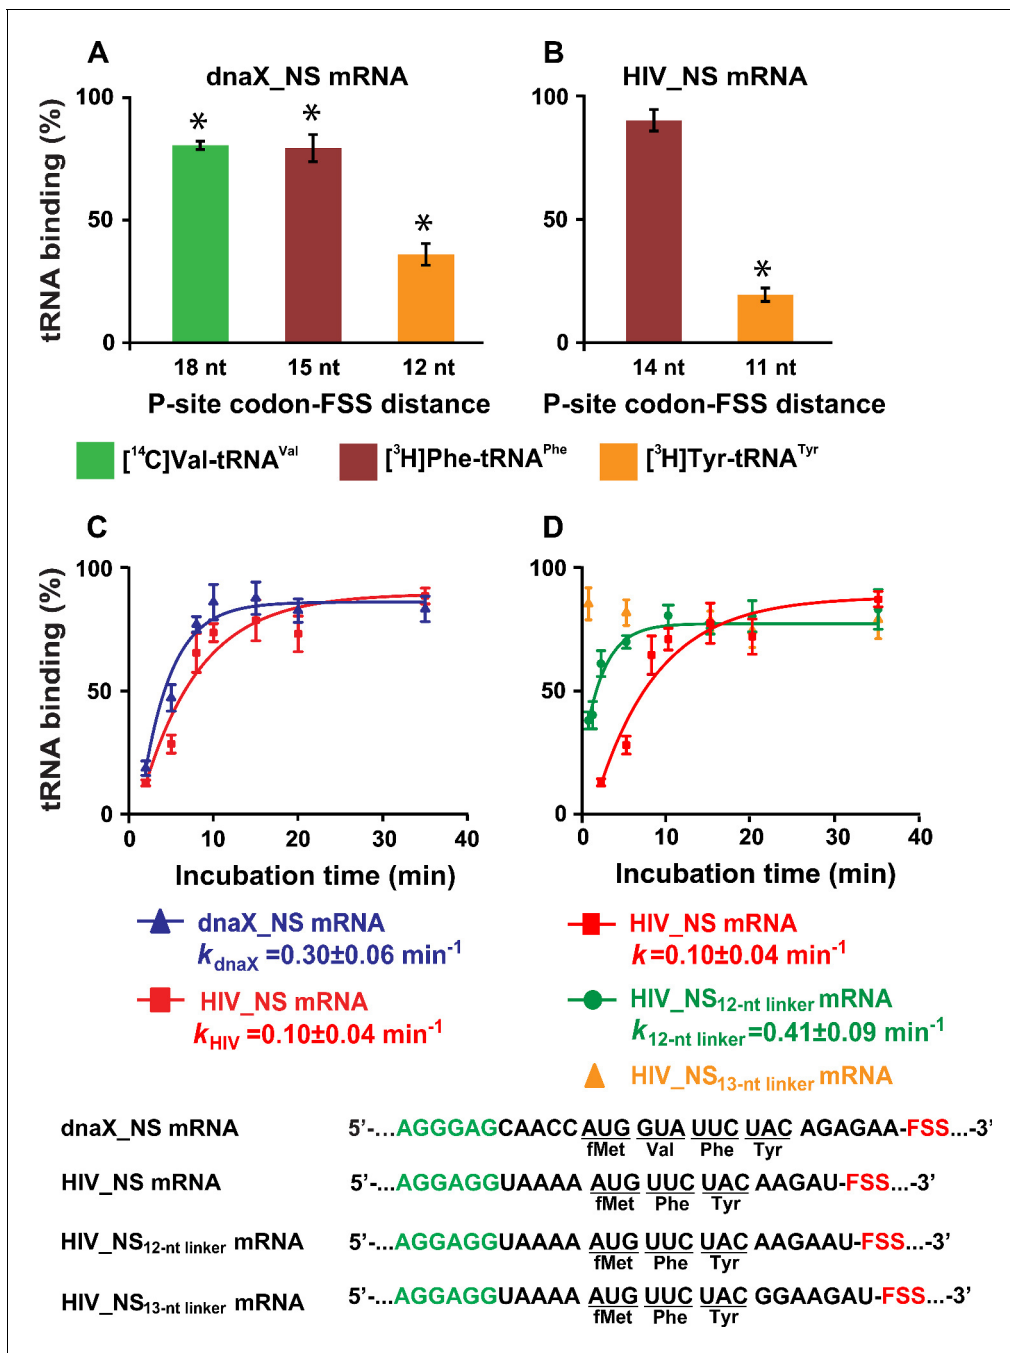 A
dnaX_NS mRNA
B
HIV_NS mRNA
tRNA binding (%)
100
50
0
* * *
18 nt 15 nt 12 nt
P-site codon-FSS distance
100
50
0
*
14 nt 11 nt
P-site codon-FSS distance
[14C]Val-tRNAVal [3H]Phe-tRNAPhe [3H]Tyr-tRNATyr
C
tRNA binding (%)
100
50
0
0 10 20 30 40
Incubation time (min)
dnaX_NS mRNA
kdnaX =0.30±0.06 min-1
HIV_NS mRNA
kHIV =0.10±0.04 min-1
D
100
50
0
0 10 20 30 40
Incubation time (min)
HIV_NS mRNA
k=0.10±0.04 min-1
HIV_NS12-nt linker mRNA
k12-nt linker=0.41±0.09 min-1
HIV_NS13-nt linker mRNA
dnaX_NS mRNA 5'-...AGGGAGCAACC AUG GUA UUC UAC AGAGAA-FSS...-3'
fMet Val Phe Tyr
HIV_NS mRNA 5'-...AGGAGGUAAAA AUG UUC UAC AAGAU-FSS...-3'
fMet Phe Tyr
HIV_NS12-nt linker mRNA 5'-...AGGAGGUAAAA AUG UUC UAC AAGAAU-FSS...-3'
fMet Phe Tyr
HIV_NS13-nt linker mRNA 5'-...AGGAGGUAAAA AUG UUC UAC GGAAGAU-FSS...-3'
fMet Phe Tyr